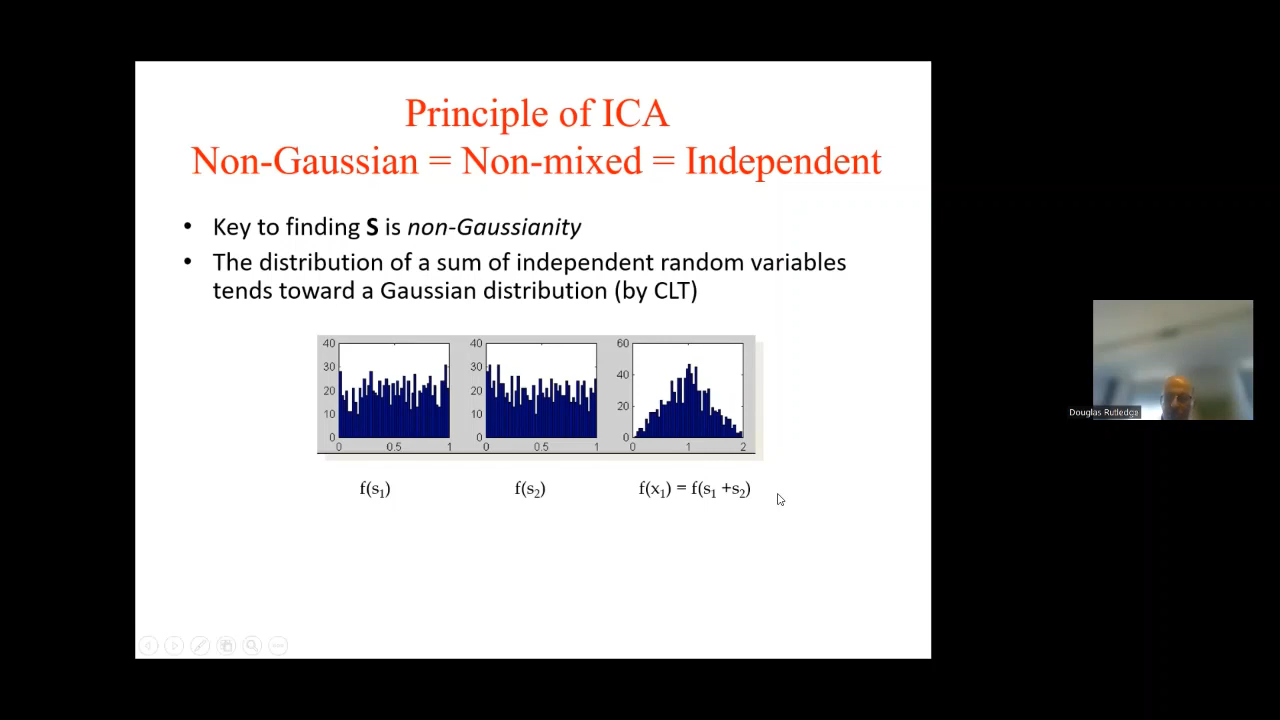 Principle of ICA
Non-Gaussian = Non-mixed = Independent
• Key to finding S is non-Gaussianity
• The distribution of a sum of independent random variables
tends toward a Gaussian distribution (by CLT)
40 30 20 10 0
0 0.5 1
40 30 20 10 0
0 0.5 1
60 40 20 0
0 1 2
f(s₁) f(s₂) f(x₁) = f(s₁ +s₂)
Douglas Rutledge